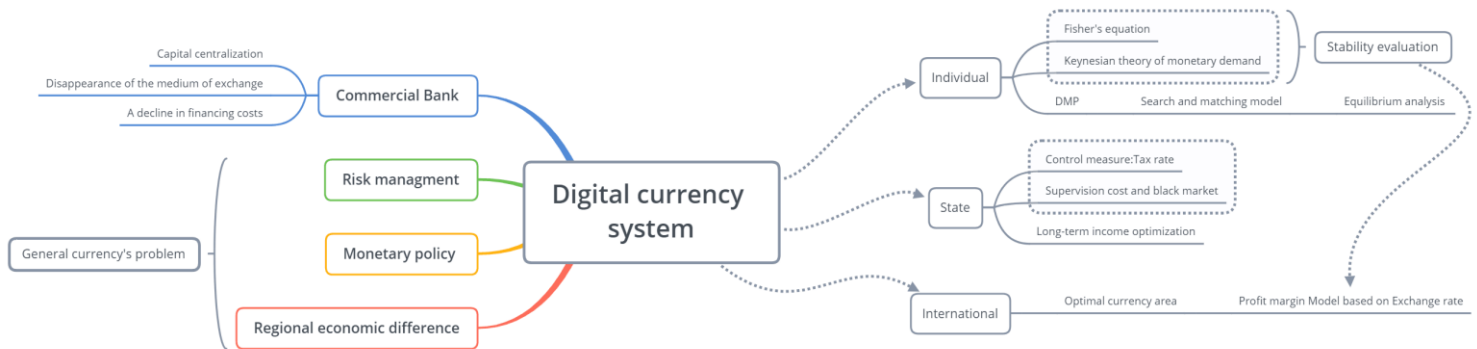 Capital centralization
Disappearance of the medium of exchange
A decline in financing costs
Commercial Bank
Risk managment
Monetary policy
Regional economic difference
General currency's problem
Digital currency
system
Individual
Fisher's equation
Keynesian theory of monetary demand
Stability evaluation
DMP Search and matching model Equilibrium analysis
State
Control measure:Tax rate
Supervision cost and black market
Long-term income optimization
International
Optimal currency area Profit margin Model based on Exchange rate